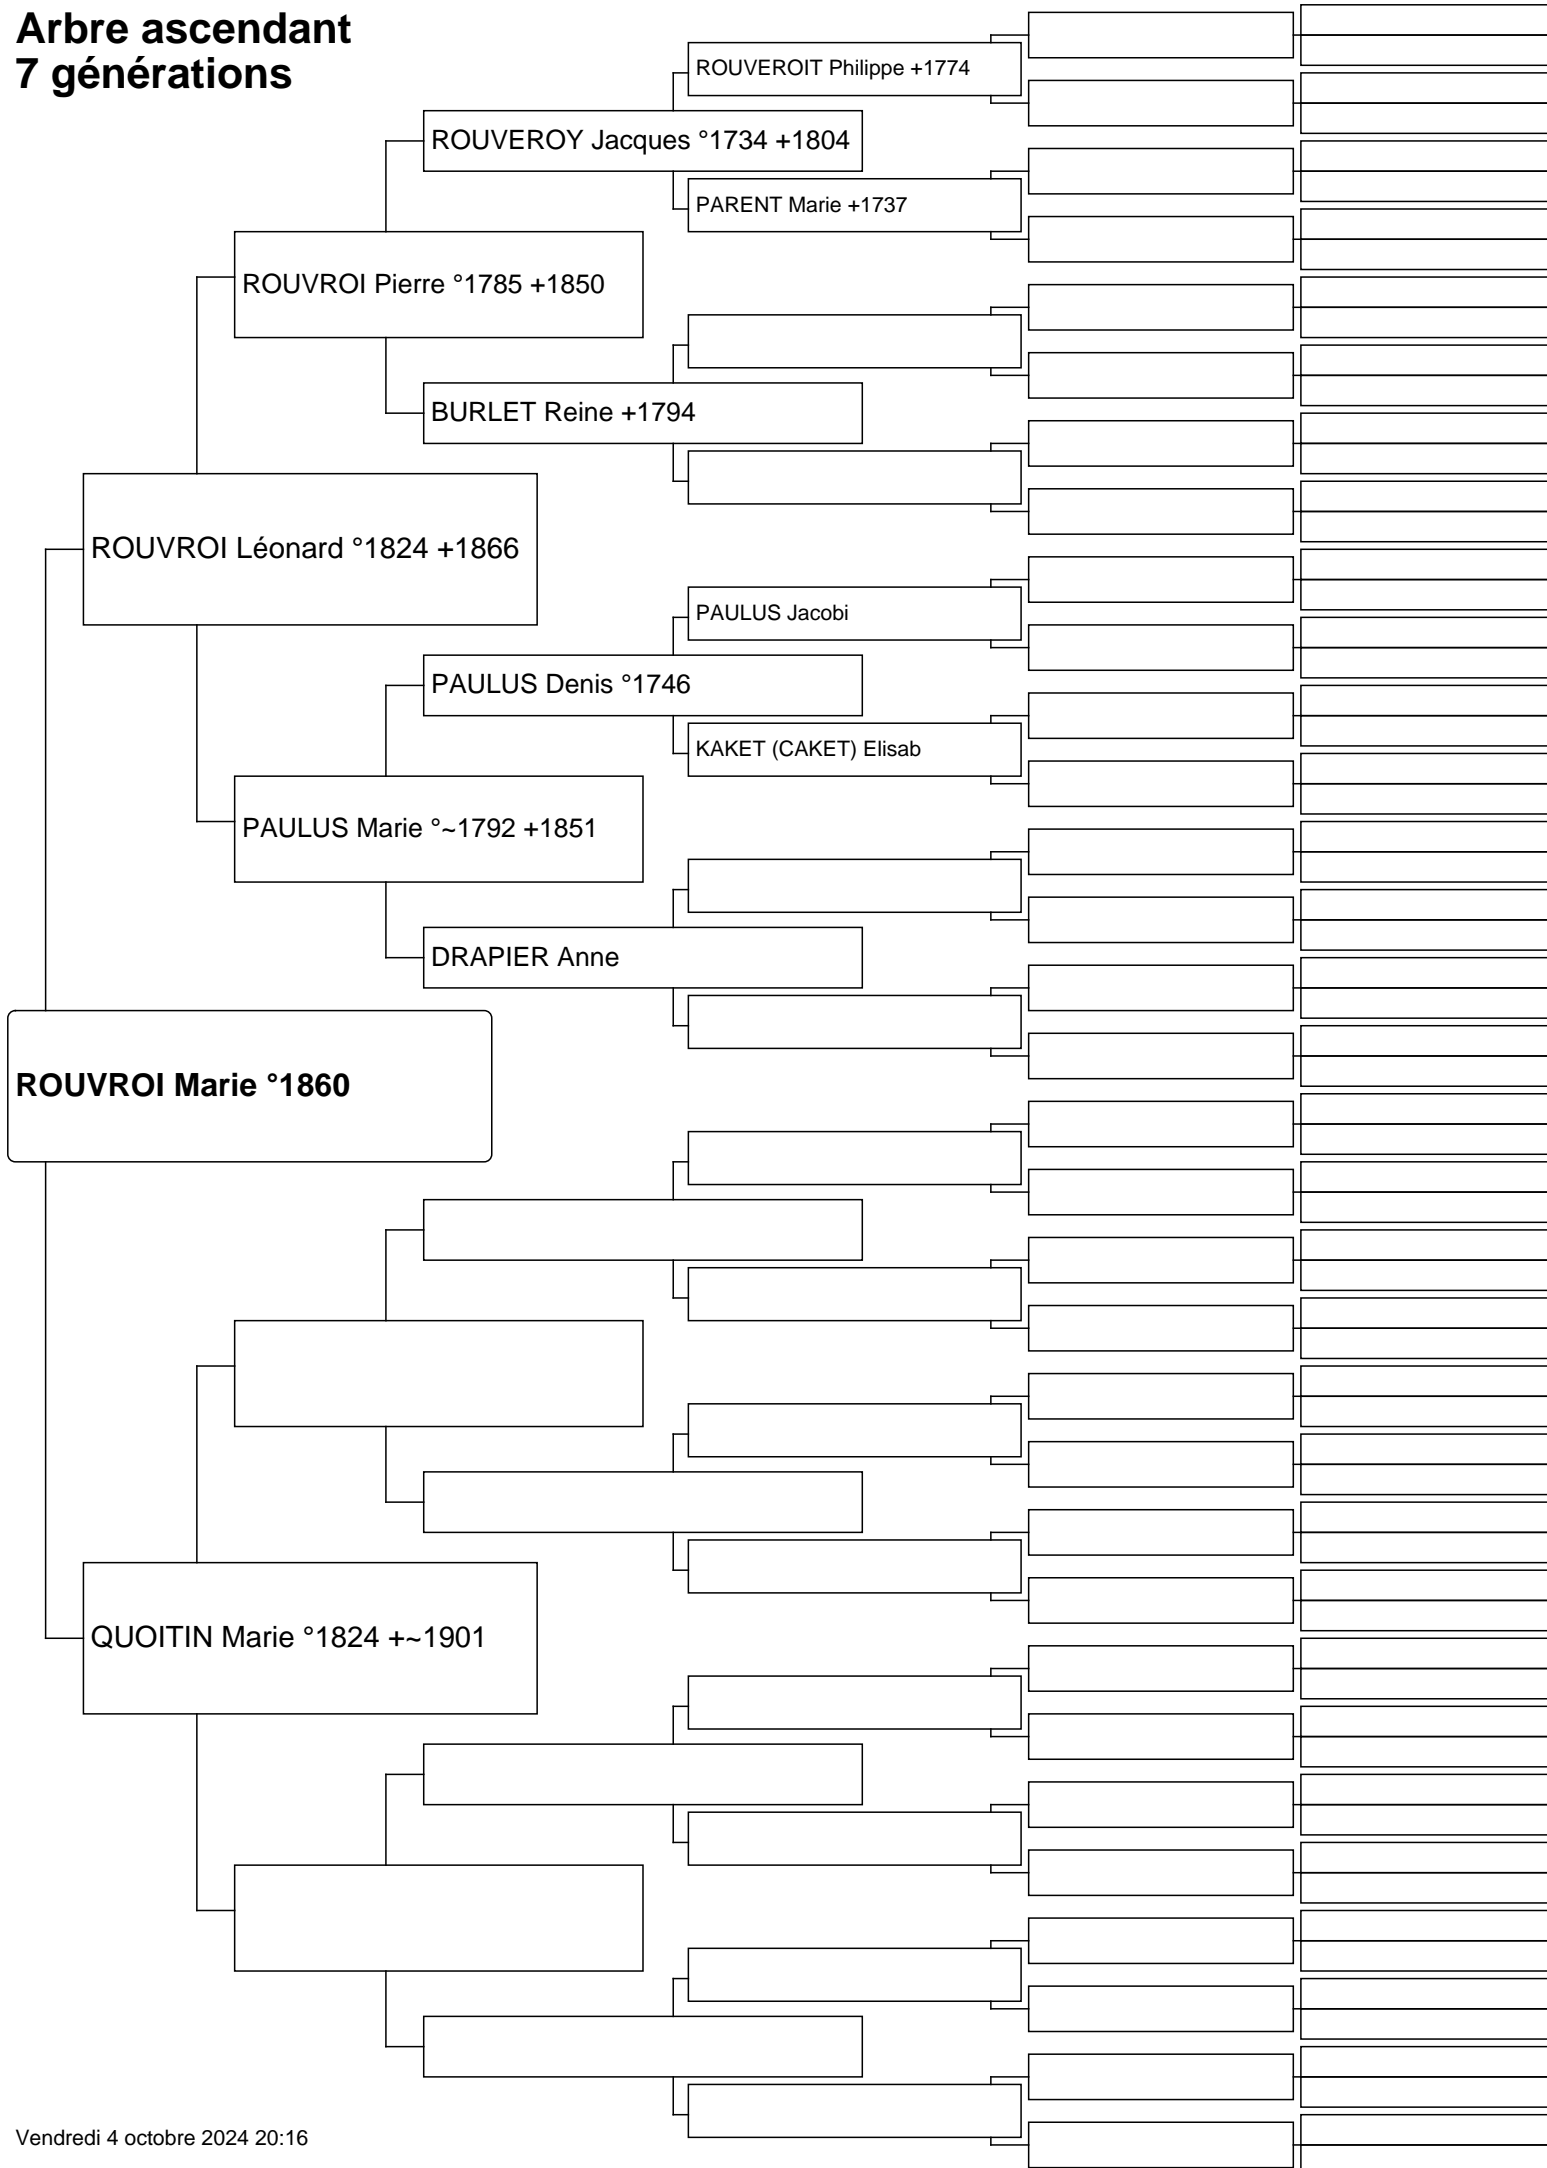 Arbre ascendant
7 générations
ROUVEROIT Philippe +1774
ROUVEROY Jacques °1734 +1804
PARENT Marie +1737
ROUVROI Pierre °1785 +1850
BURLET Reine +1794
ROUVROI Léonard °1824 +1866
PAULUS Jacobi
PAULUS Denis °1746
KAKET (CAKET) Elisab
PAULUS Marie °~1792 +1851
DRAPIER Anne
ROUVROI Marie °1860
QUOITIN Marie °1824 +~1901
Vendredi 4 octobre 2024 20:16